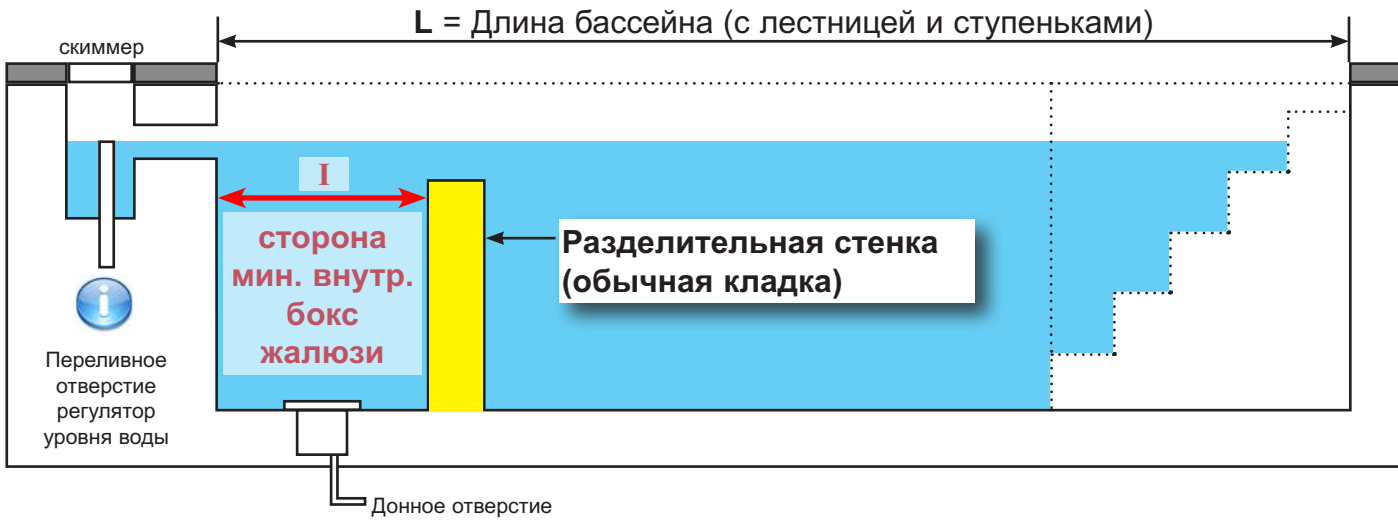 L = Длина бассейна (с лестницей и ступеньками)
скиммер
I
сторона
мин. внутр.
бокс
жалюзи
Разделительная стенка
(обычная кладка)
i
Переливное
отверстие
регулятор
уровня воды
Донное отверстие